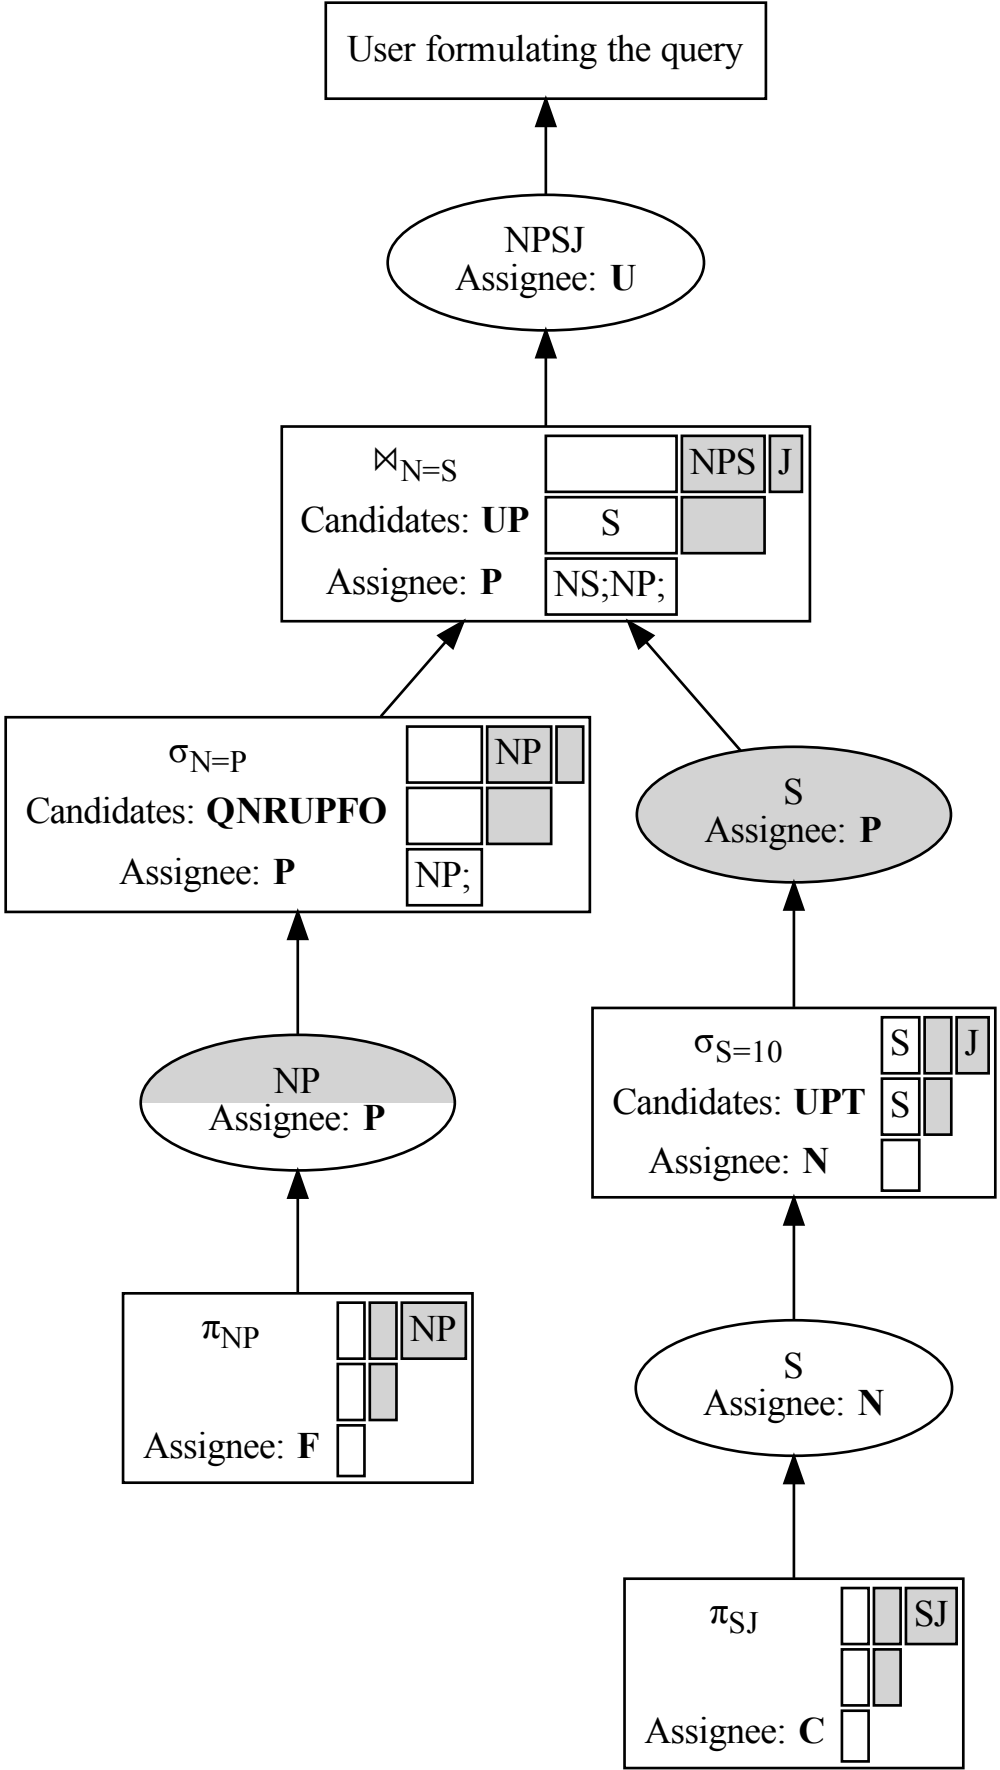 User formulating the query
NPSJ
Assignee: U
⋈N=S NPS J
Candidates: UP S
Assignee: P NS;NP;
σN=P NP
Candidates: QNRUPFO
Assignee: P NP;
S
Assignee: P
σS=10 S J
Candidates: UPT S
Assignee: N
NP
Assignee: P
πNP NP
Assignee: F
S
Assignee: N
πSJ SJ
Assignee: C